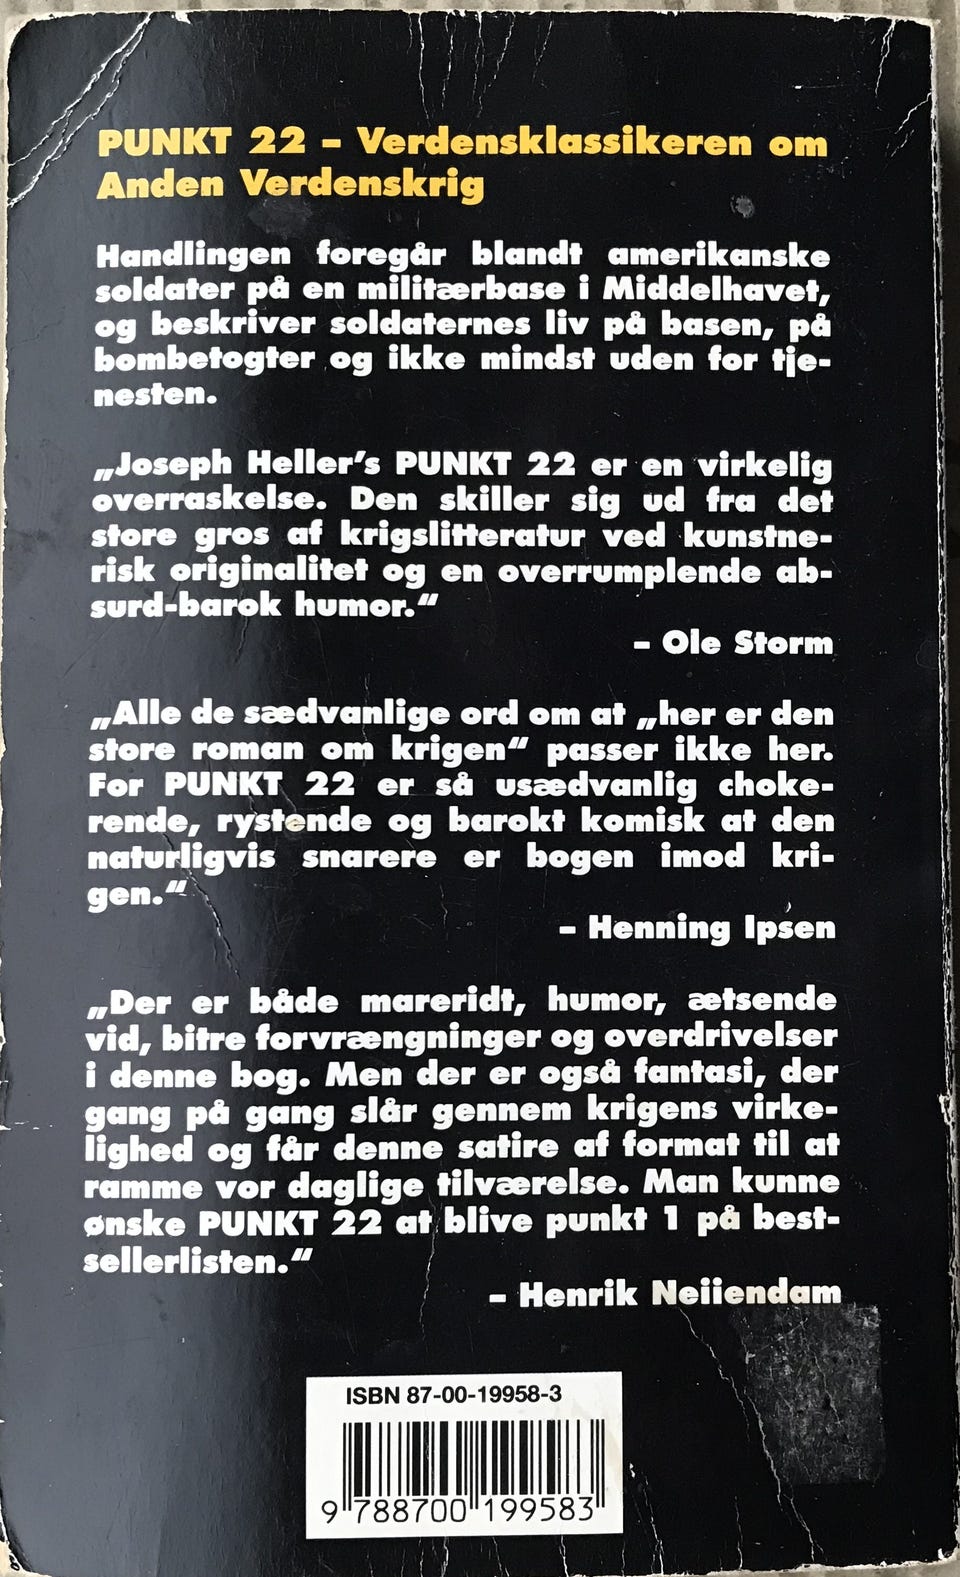 PUNKT 22 – Verdensklassikeren om
Anden Verdenskrig
Handlingen foregår blandt amerikanske
soldater på en militærbase i Middelhavet,
og beskriver soldaternes liv på basen, på
bombetogter og ikke mindst uden for tje-
nesten.
„Joseph Heller's PUNKT 22 er en virkelig
overraskelse. Den skiller sig ud fra det
store gros af krigslitteratur ved kunstne-
risk originalitet og en overrumplende ab-
surd-barok humor.“
– Ole Storm
„Alle de sædvanlige ord om at „her er den
store roman om krigen“ passer ikke her.
For PUNKT 22 er så usædvanlig choke-
rende, rystende og barokt komisk at den
naturligvis snarere er bogen imod kri-
gen.“
– Henning Ipsen
„Der er både mareridt, humor, ætsende
vid, bitre forvrængninger og overdrivelser
i denne bog. Men der er også fantasi, der
gang på gang slår gennem krigens virke-
lighed og får denne satire af format til at
ramme vor daglige tilværelse. Man kunne
ønske PUNKT 22 at blive punkt 1 på best-
sellerlisten.“
– Henrik Neiiendam
ISBN 87-00-19958-3
9 788700 199583